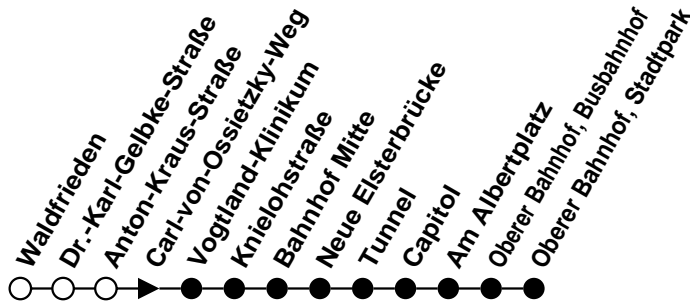 Waldfrieden
Dr.-Karl-Gelbke-Straße
Anton-Kraus-Straße
Carl-von-Ossietzky-Weg
Vogtland-Klinikum
Knielohstraße
Bahnhof Mitte
Neue Elsterbrücke
Tunnel
Capitol
Am Albertplatz
Oberer Bahnhof, Busbahnhof
Oberer Bahnhof, Stadtpark